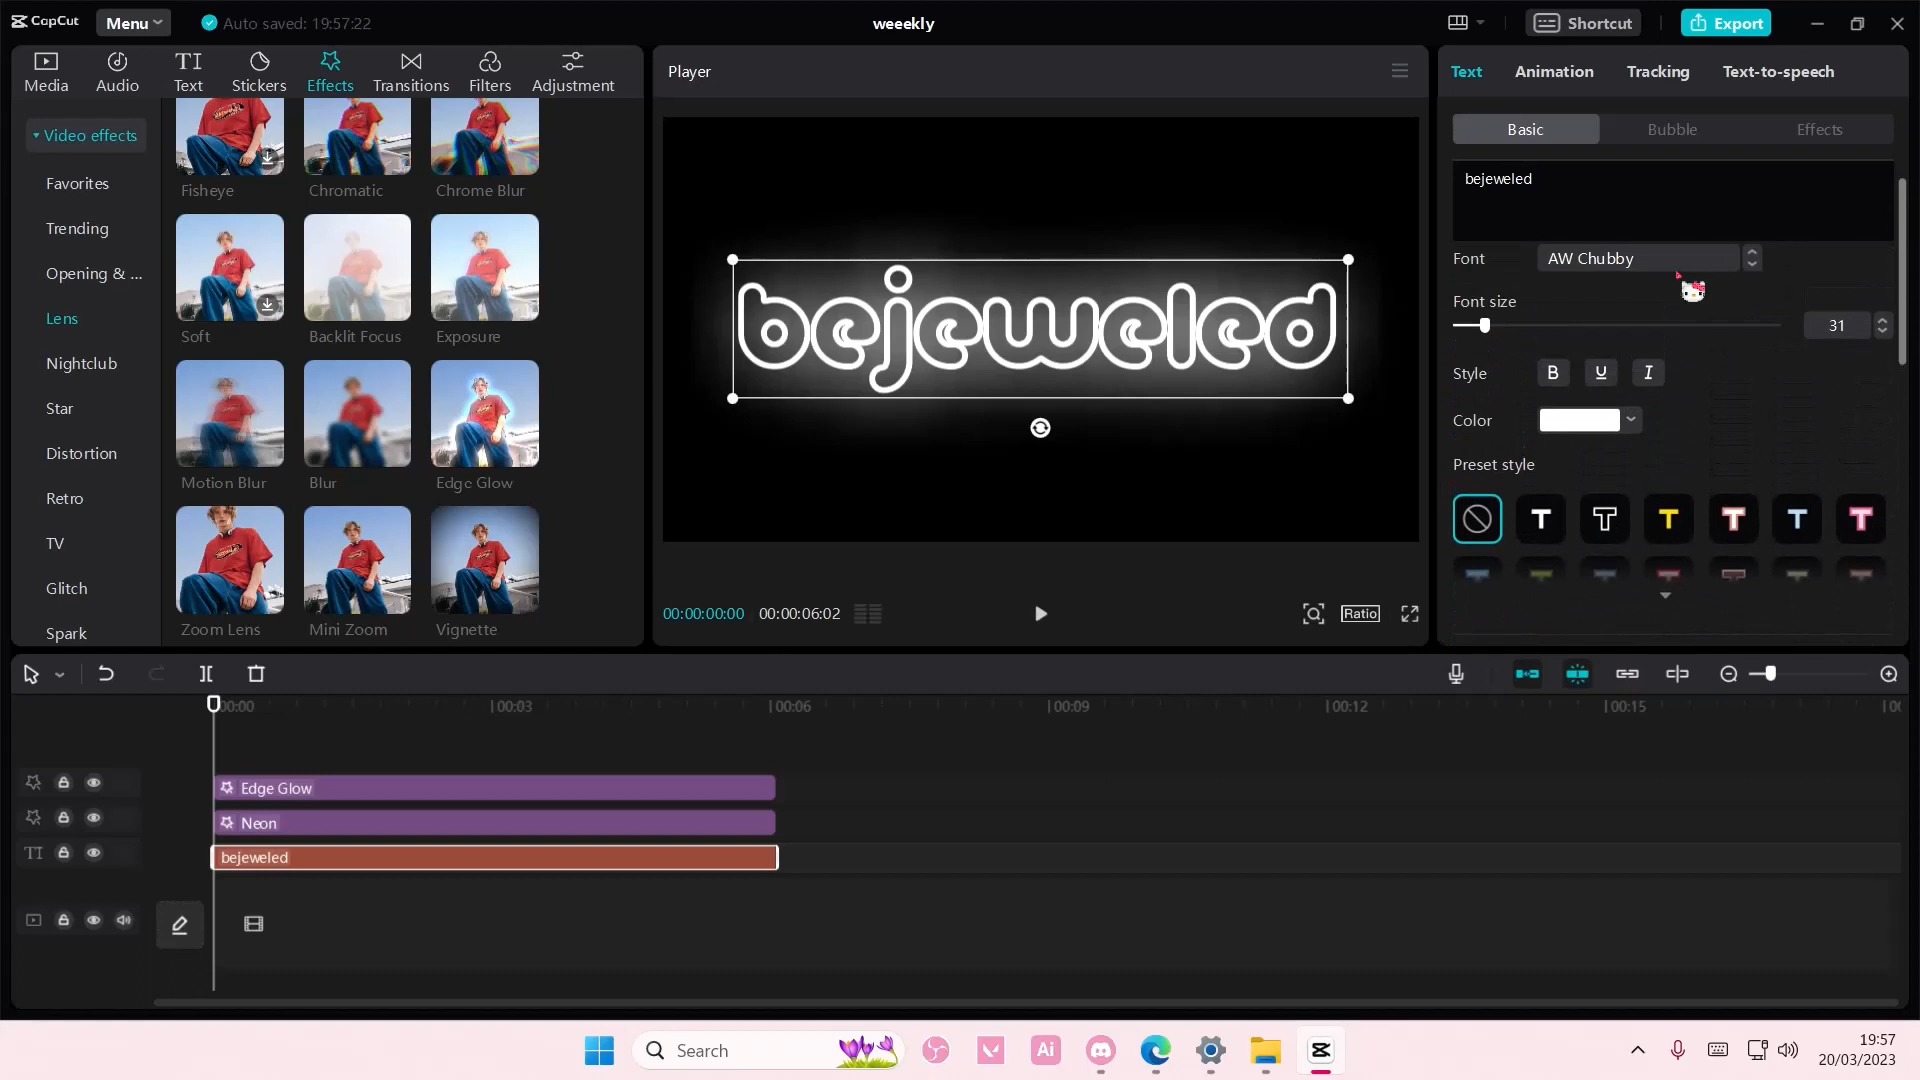 CapCut Menu Auto saved: 19:57:22 weeekly Shortcut Export
Media Audio Text Stickers Effects Transitions Filters Adjustment
Video effects
Favorites
Trending
Opening & ...
Lens
Nightclub
Star
Distortion
Retro
TV
Glitch
Spark
Fisheye Chromatic Chrome Blur
Soft Backlit Focus Exposure
Motion Blur Blur Edge Glow
Zoom Lens Mini Zoom Vignette
Player
bejeweled
00:00:00:00 00:00:06:02 Ratio
Text Animation Tracking Text-to-speech
Basic Bubble Effects
bejeweled
Font AW Chubby
Font size
31
Style B U I
Color
Preset style
T T T T T T
00:00 00:03 00:06 00:09 00:12 00:15
Edge Glow
Neon
TI bejeweled
Search Ai 19:57
20/03/2023